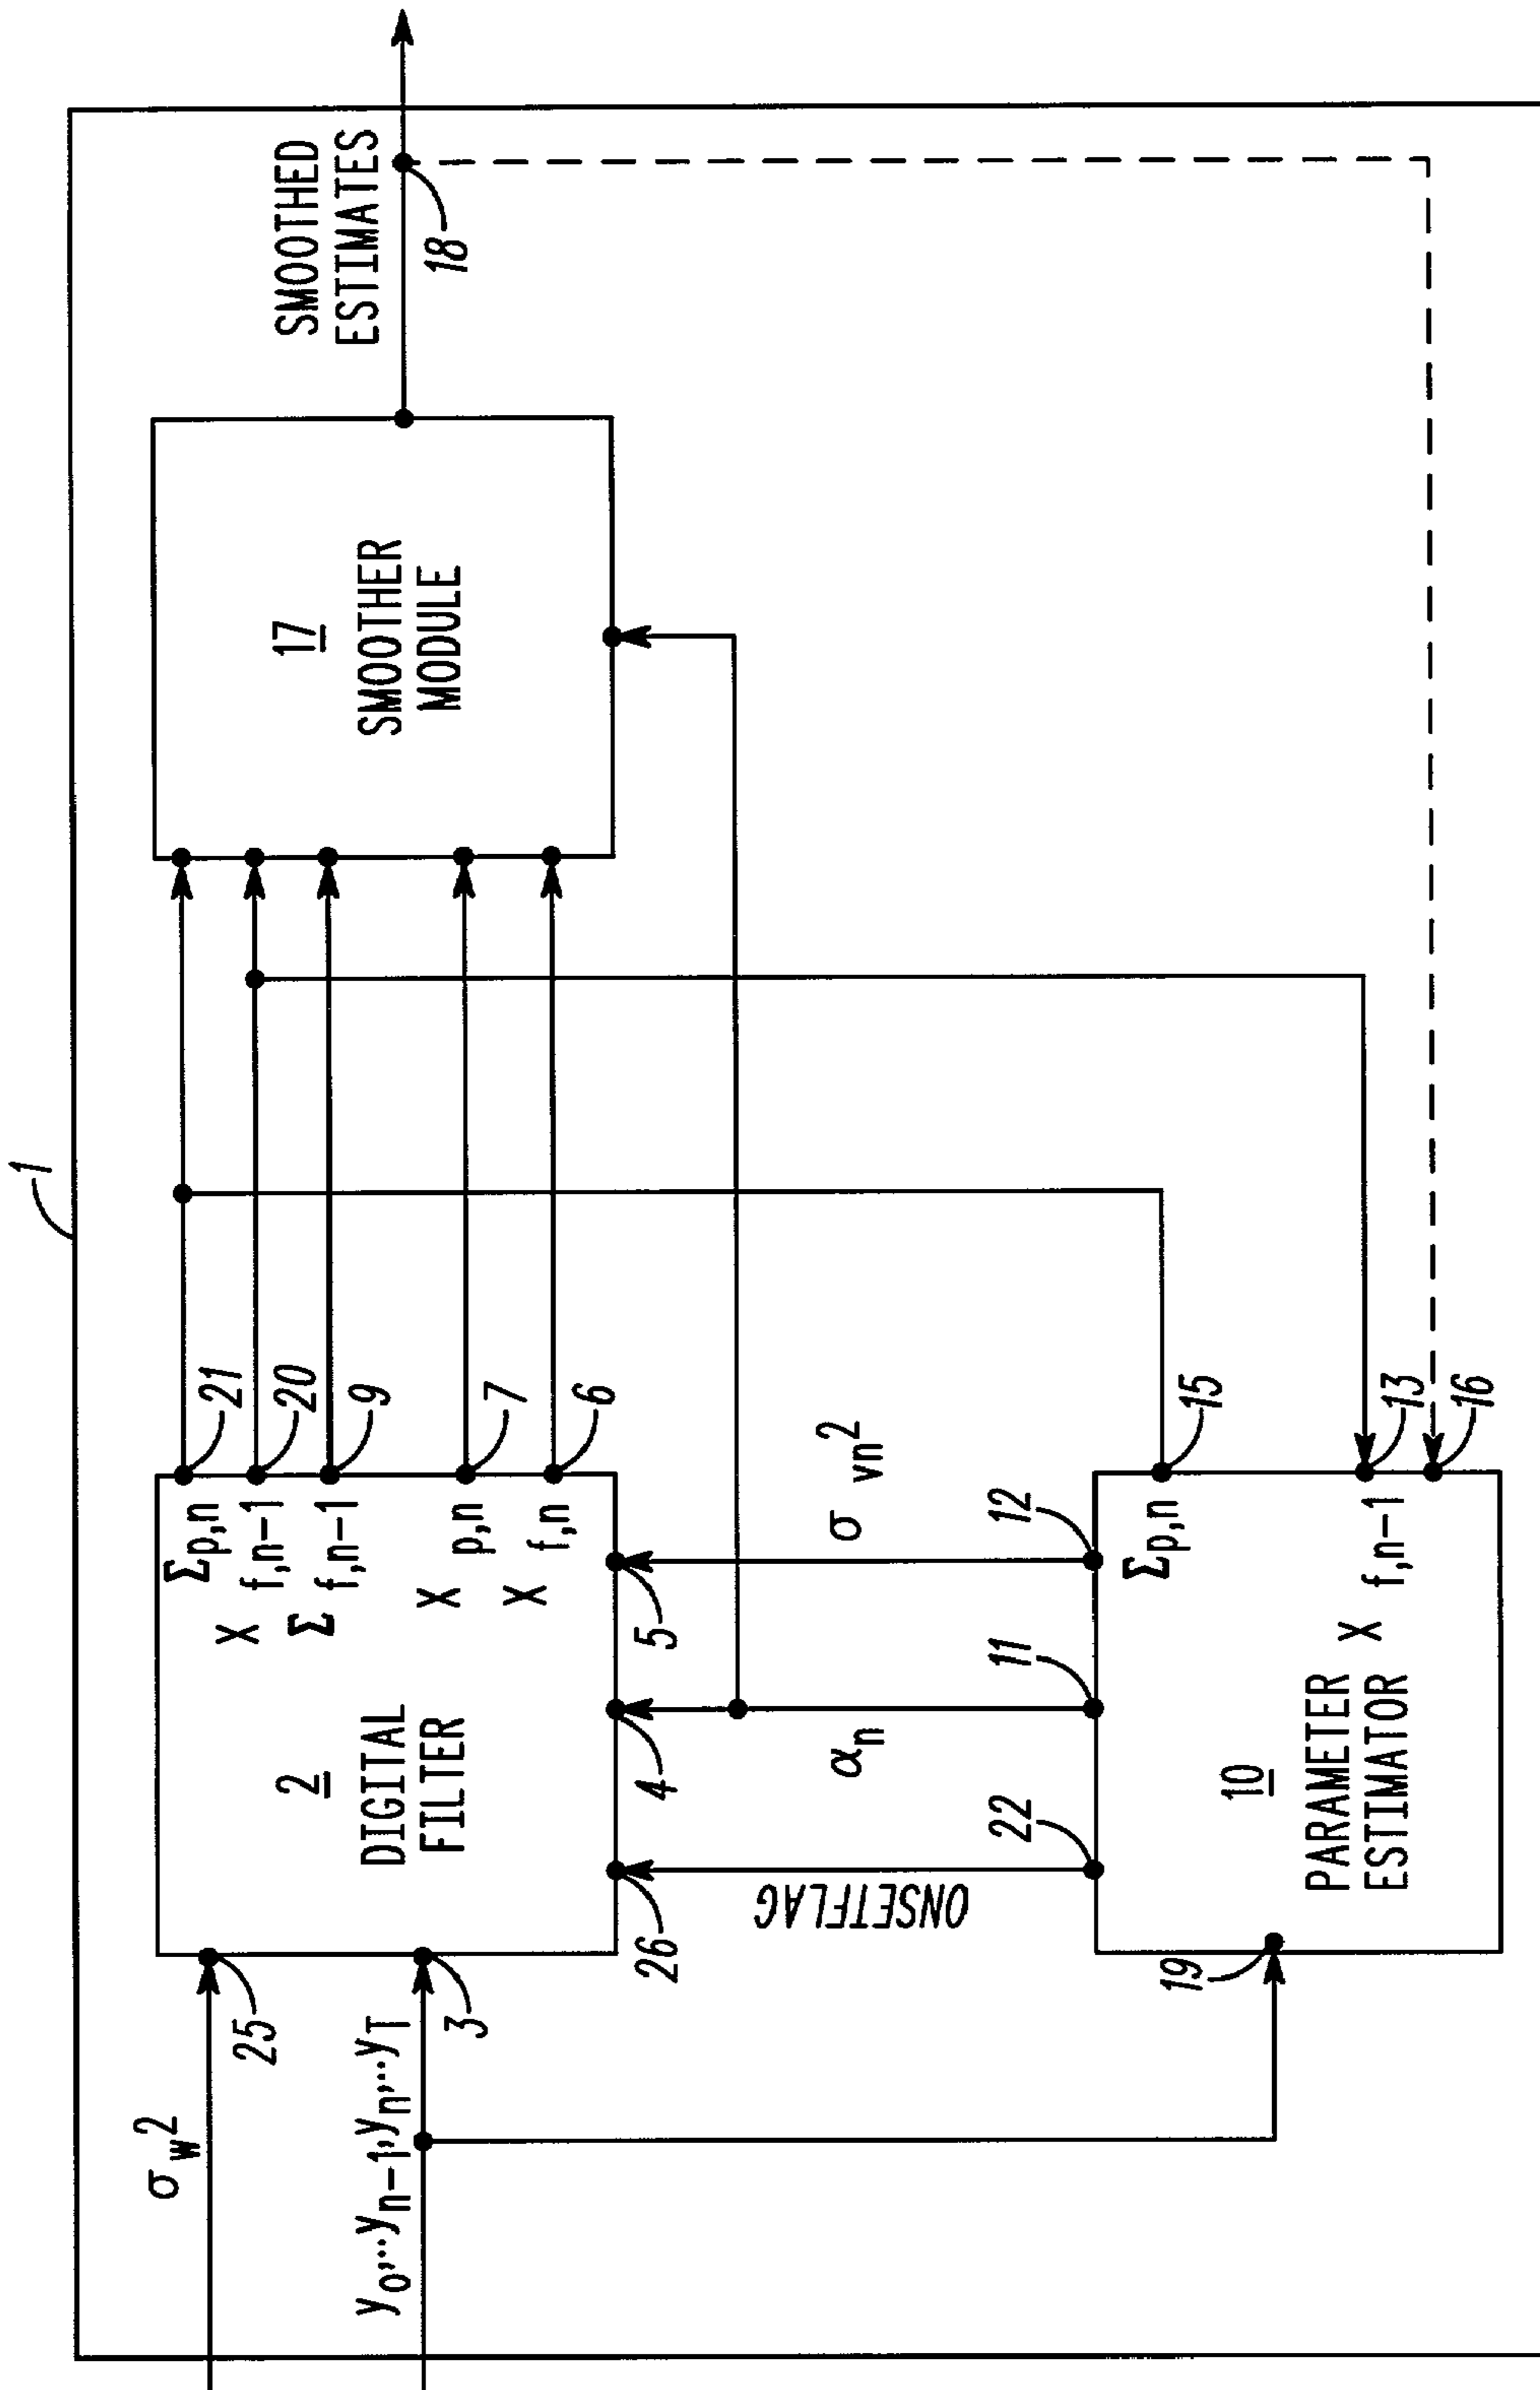 1
σw2
25
y0,...yn-1,yn,...yT
3
2
DIGITAL
FILTER
Σp,n
X f,n-1
Σ f,n-1
X p,n
X f,n
21
20
9
7
6
26
4
5
17
SMOOTHER
MODULE
SMOOTHED
ESTIMATES
18
ONSETFLAG
αn
σ vn2
22
11
12
19
10
PARAMETER
ESTIMATOR
Σp,n
X f,n-1
15
13
16